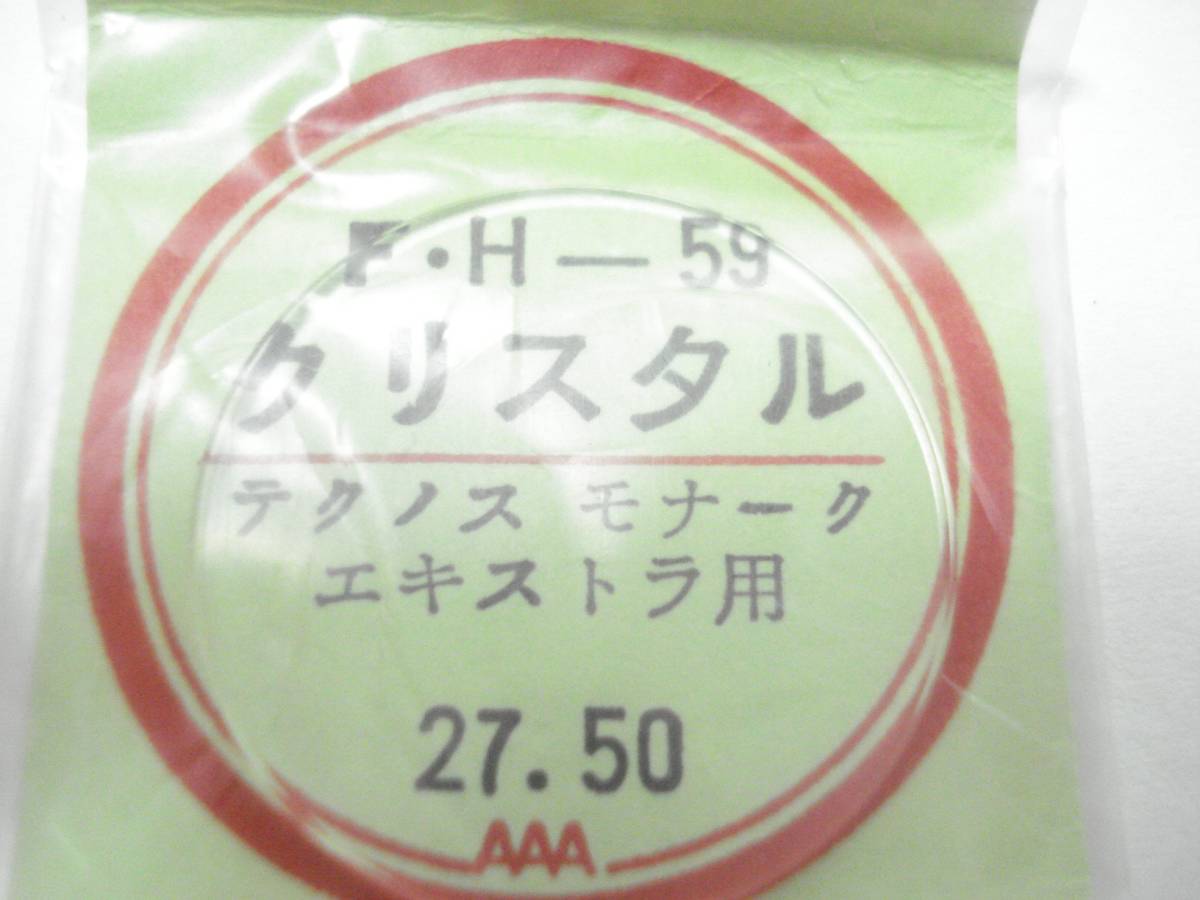 F・H—59
クリスタル
テクノス モナーク
エキストラ用
27.50
AAA